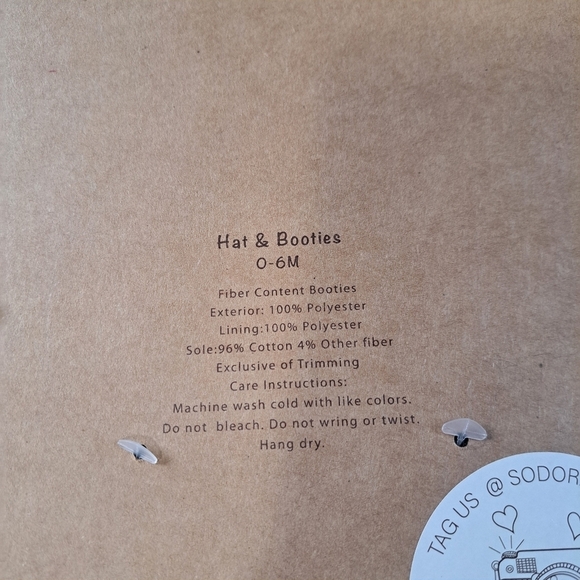 Hat & Booties
0-6M
Fiber Content Booties
Exterior: 100% Polyester
Lining:100% Polyester
Sole:96% Cotton 4% Other fiber
Exclusive of Trimming
Care Instructions:
Machine wash cold with like colors.
Do not bleach. Do not wring or twist.
Hang dry.
TAG US @ SODOR